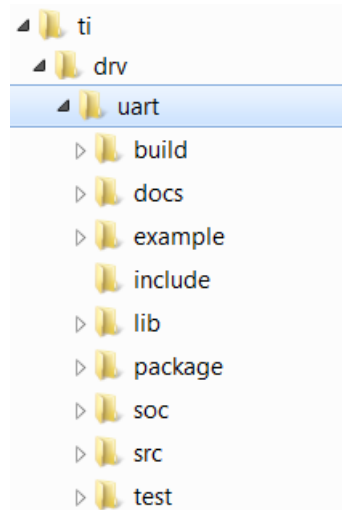 ti
drv
uart
build
docs
example
include
lib
package
soc
src
test